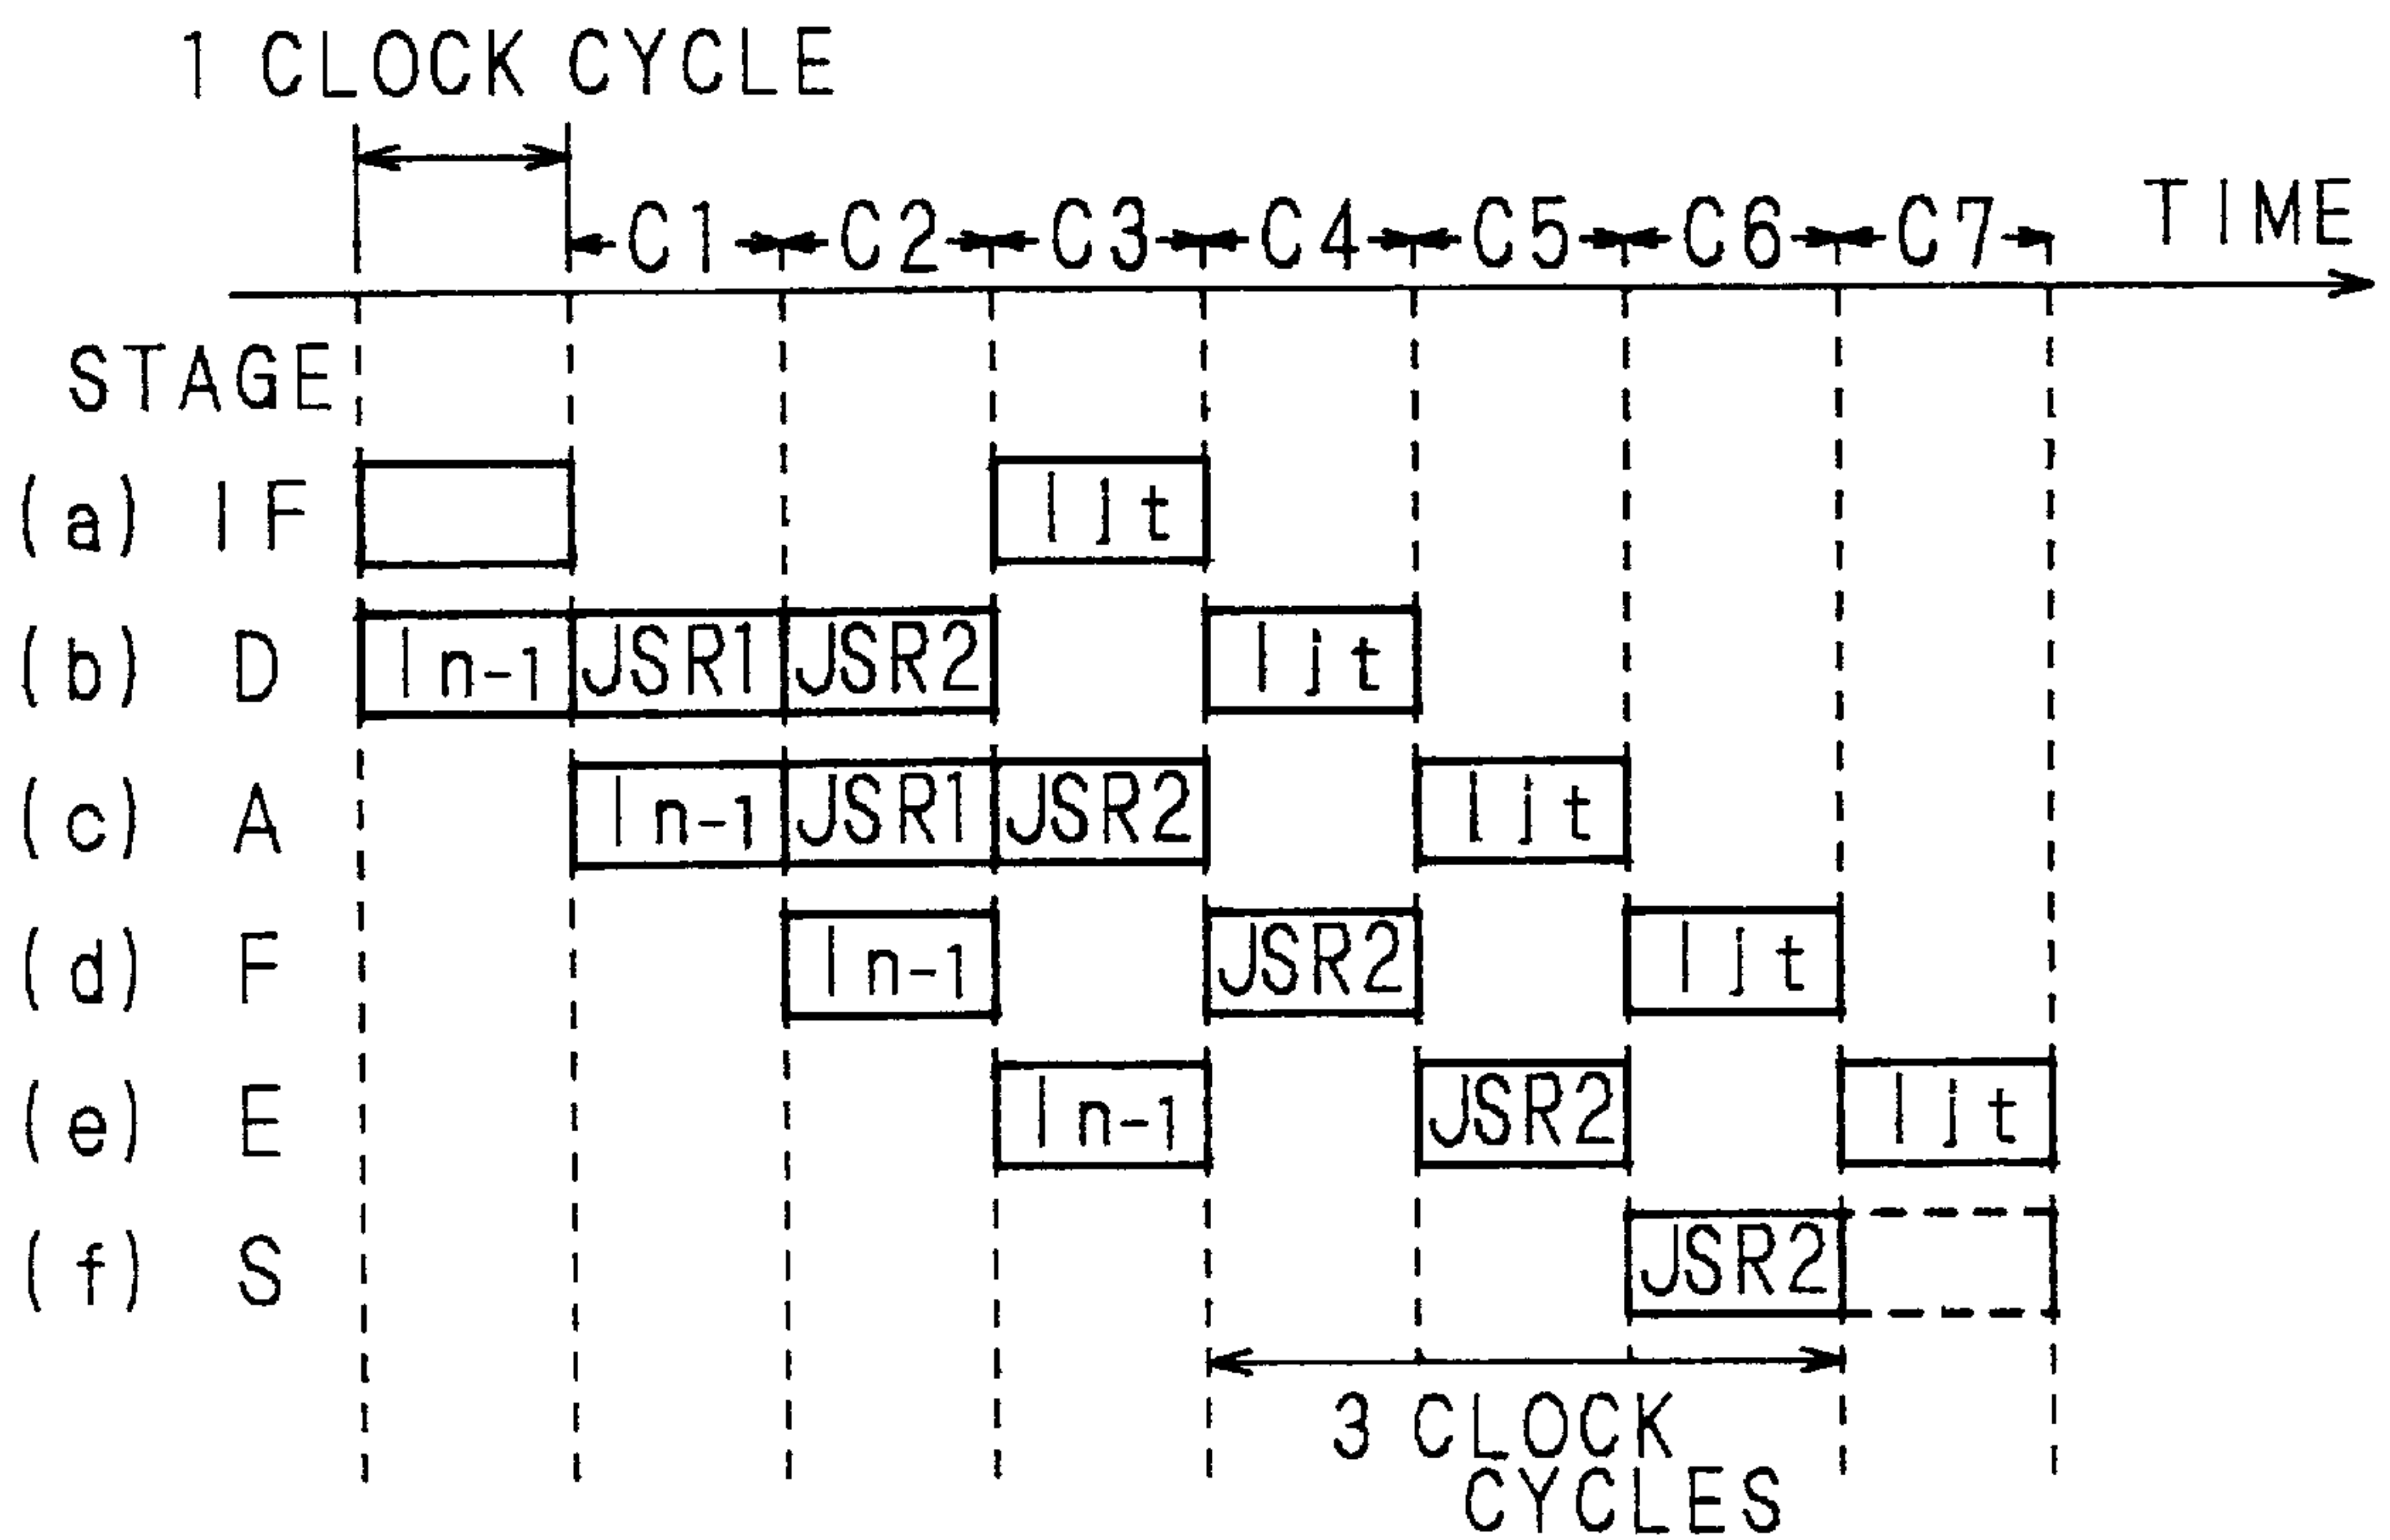 1 CLOCK CYCLE
C1 C2 C3 C4 C5 C6 C7 TIME
STAGE
(a) IF Ijt
(b) D In-1 JSR1 JSR2 Ijt
(c) A In-1 JSR1 JSR2 Ijt
(d) F In-1 JSR2 Ijt
(e) E In-1 JSR2 Ijt
(f) S JSR2
3 CLOCK
CYCLES